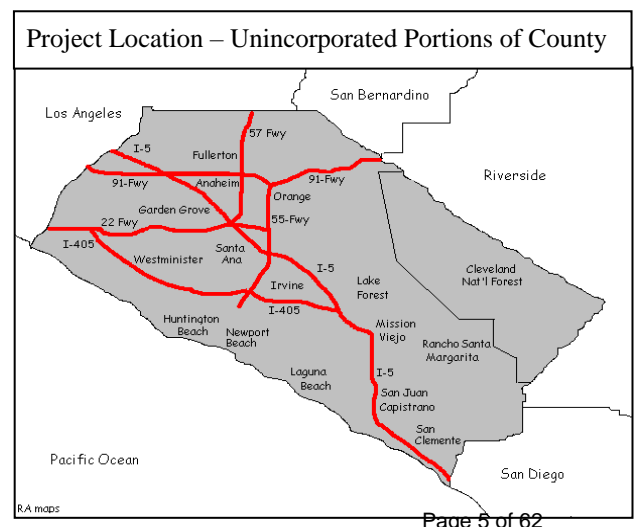 Project Location – Unincorporated Portions of County
San Bernardino
Los Angeles
57 Fwy
I-5
Fullerton
Riverside
91-Fwy
Anaheim
91-Fwy
Orange
Garden Grove
22 Fwy
55-Fwy
I-405
Santa
Ana
Westminister
I-5
Cleveland
Nat'l Forest
Lake
Forest
Irvine
I-405
Huntington
Beach
Newport
Beach
Mission
Viejo
Rancho Santa
Margarita
Laguna
Beach
I-5
San Juan
Capistrano
San
Clemente
Pacific Ocean
San Diego
RA maps
Page 5 of 62